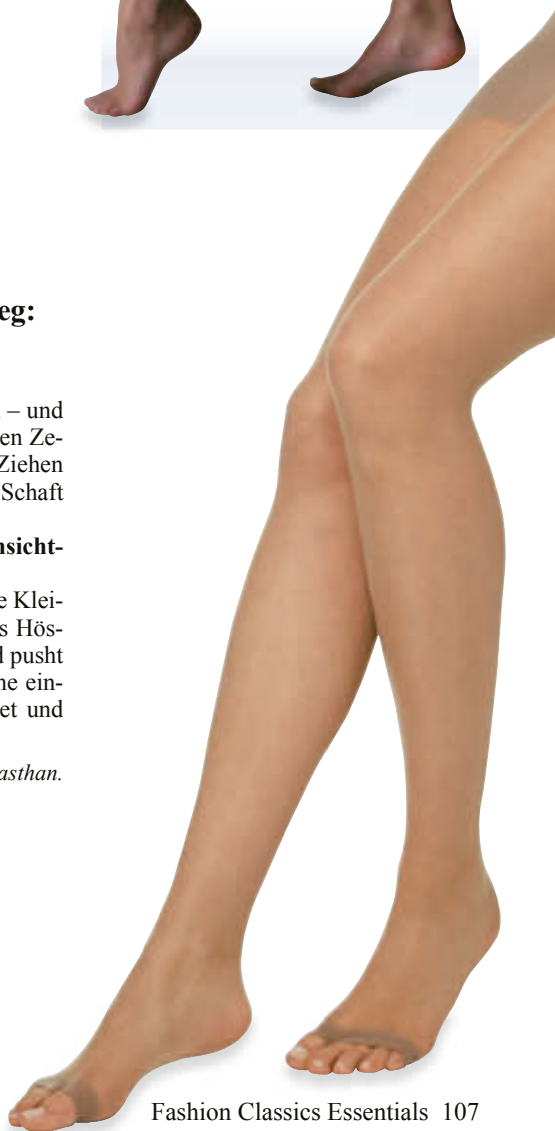 eg:
– und
en Ze-
Ziehen
Schaft
nsicht-
e Klei-
s Hös-
d pusht
ne ein-
et und
asthan.
Fashion Classics Essentials 107